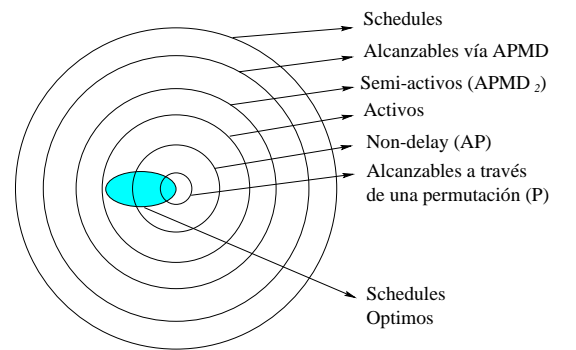 Schedules
Alcanzables vía APMD
Semi-activos (APMD 2)
Activos
Non-delay (AP)
Alcanzables a través
de una permutación (P)
Schedules
Optimos